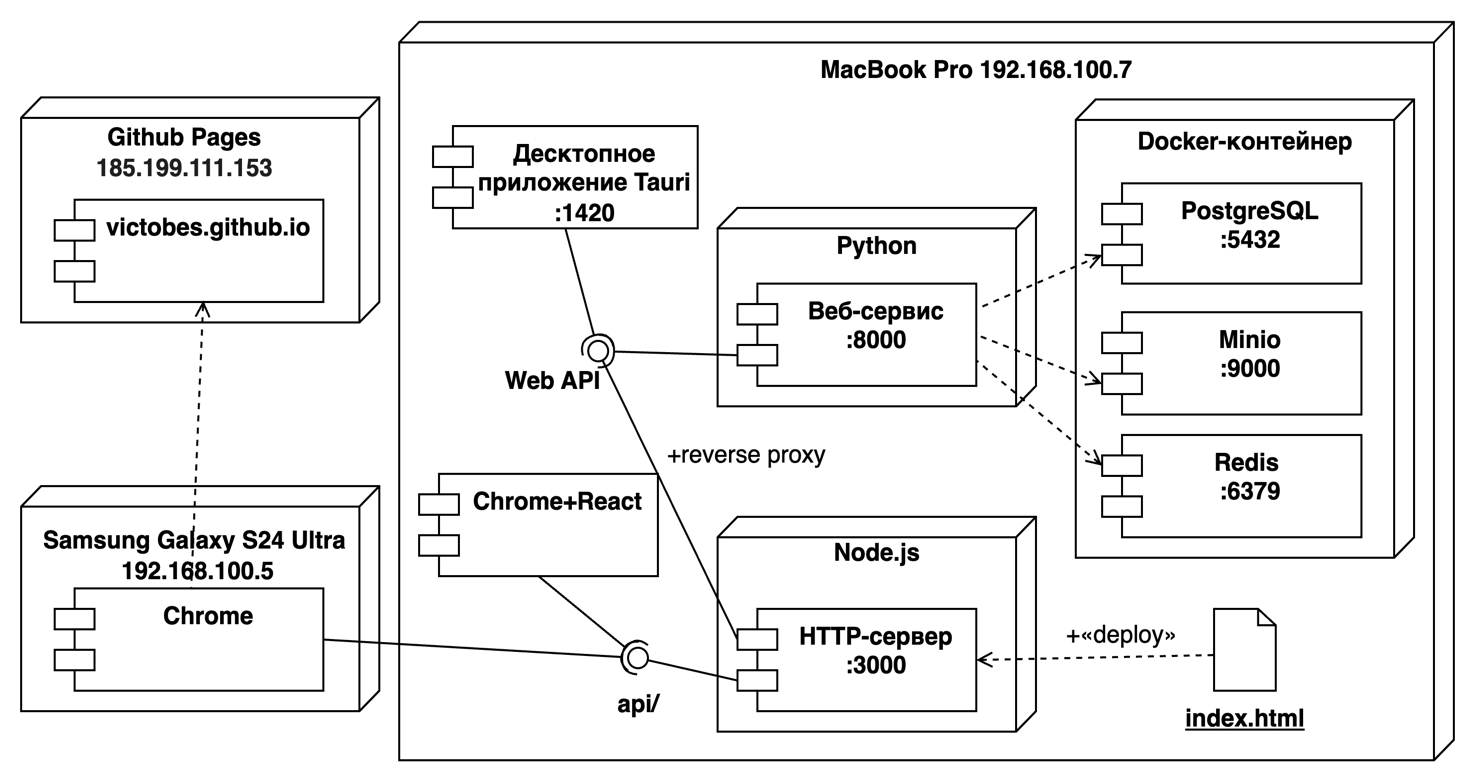 MacBook Pro 192.168.100.7
Github Pages
185.199.111.153
victobes.github.io
Десктопное
приложение Tauri
:1420
Python
Веб-сервис
:8000
Docker-контейнер
PostgreSQL
:5432
Minio
:9000
Redis
:6379
Web API
+reverse proxy
Chrome+React
Samsung Galaxy S24 Ultra
192.168.100.5
Chrome
api/
Node.js
HTTP-сервер
:3000
+«deploy»
index.html